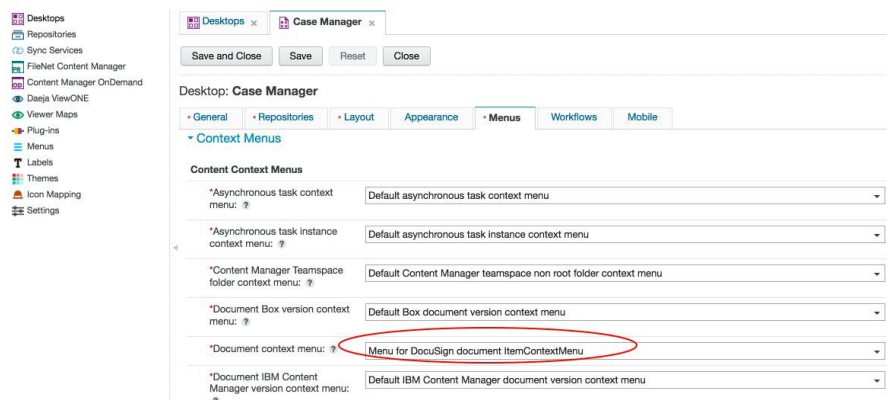 Desktops
Repositories
Sync Services
FileNet Content Manager
Content Manager OnDemand
Daeja ViewONE
Viewer Maps
Plug-ins
Menus
Labels
Themes
Icon Mapping
Settings
Desktops × Case Manager ×
Save and Close Save Reset Close
Desktop: Case Manager
General Repositories Layout Appearance Menus Workflows Mobile
Context Menus
Content Context Menus
*Asynchronous task context
menu: ?
Default asynchronous task context menu
*Asynchronous task instance
context menu: ?
Default asynchronous task instance context menu
*Content Manager Teamspace
folder context menu: ?
Default Content Manager teamspace non root folder context menu
*Document Box version context
menu: ?
Default Box document version context menu
*Document context menu: ?
Menu for DocuSign document ItemContextMenu
*Document IBM Content
Manager version context menu:
Default IBM Content Manager document version context menu